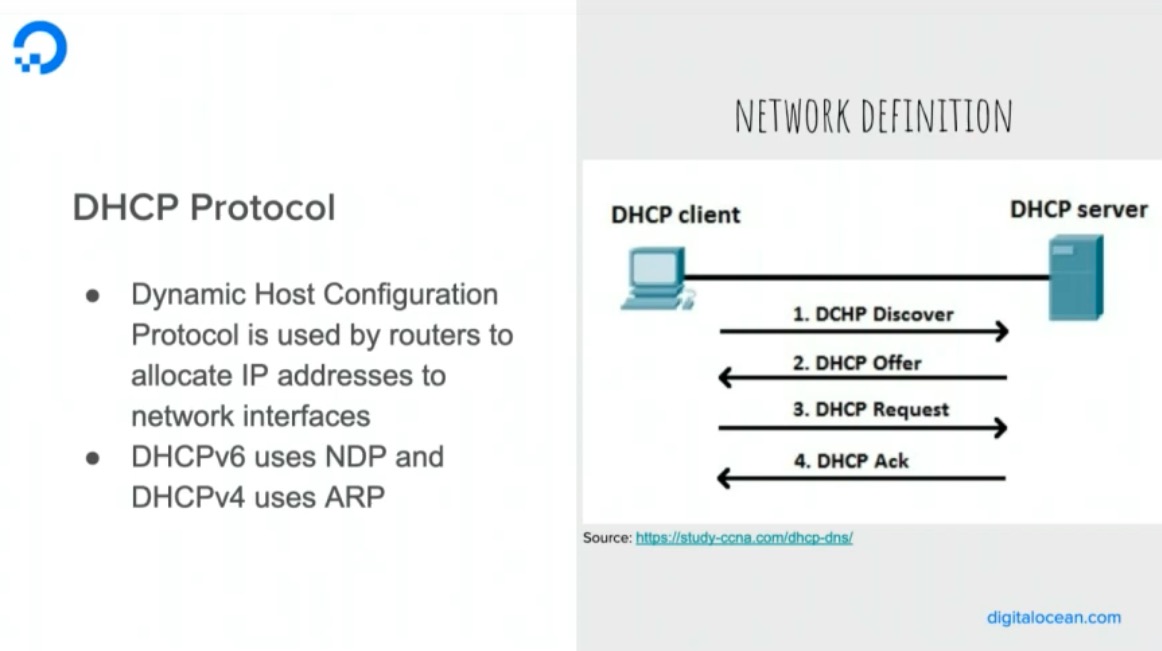 DHCP Protocol
● Dynamic Host Configuration
Protocol is used by routers to
allocate IP addresses to
network interfaces
● DHCPv6 uses NDP and
DHCPv4 uses ARP
NETWORK DEFINITION
DHCP client
DHCP server
1. DCHP Discover
2. DHCP Offer
3. DHCP Request
4. DHCP Ack
Source: https://study-ccna.com/dhcp-dns/
digitalocean.com